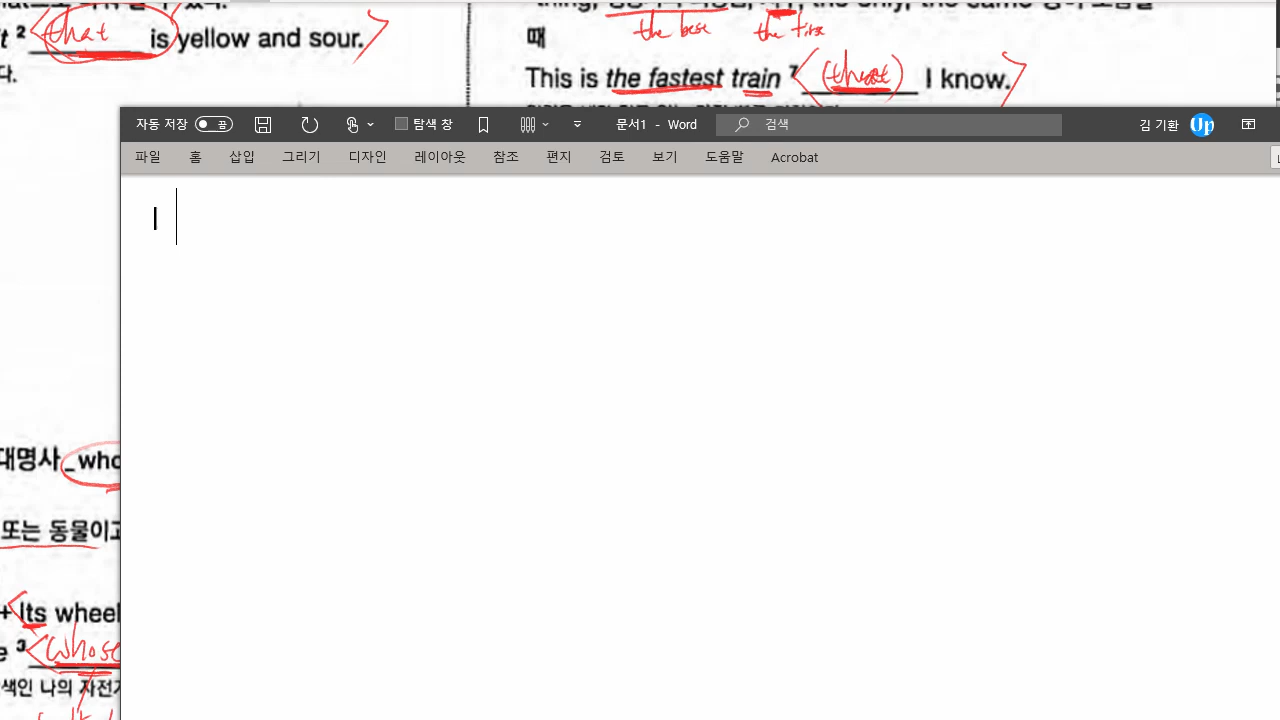 t ² that is yellow and sour.
다.
the best the first
때
This is the fastest train ⁷ (that) I know.
자동 저장 끔 탐색 창 문서1 - Word 검색 김 기환 Up
파일 홈 삽입 그리기 디자인 레이아웃 참조 편지 검토 보기 도움말 Acrobat
I
대명사_who
또는 동물이고
+ Its wheel
e ³ whose
색인 나의 자전거